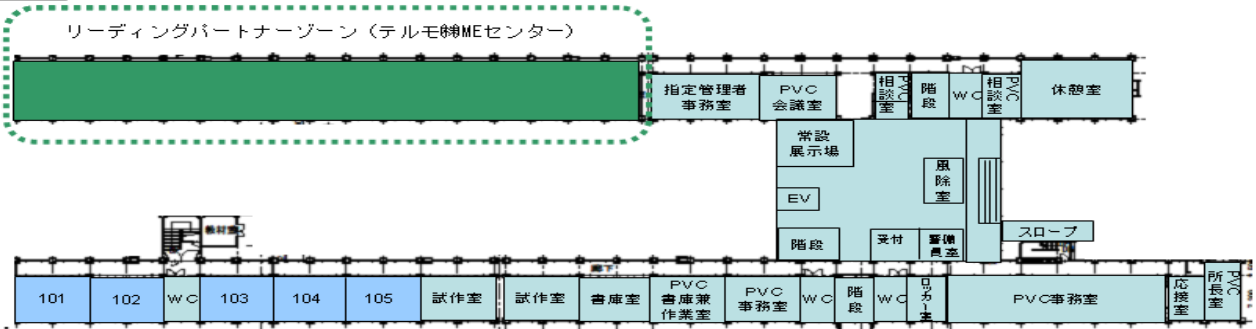 リーディングパートナーゾーン（テルモ㈱MEセンター）
指定管理者
事務室
PVC
会議室
PVC
相談室
階段
WC
PVC
相談室
休憩室
常設
展示場
風除室
EV
階段
受付
警備
員室
スロープ
教材室
廊下
101
102
WC
103
104
105
試作室
試作室
書庫室
PVC
書庫兼
作業室
PVC
事務室
WC
階段
WC
ロッカー室
PVC事務室
応接室
PVC
所長室